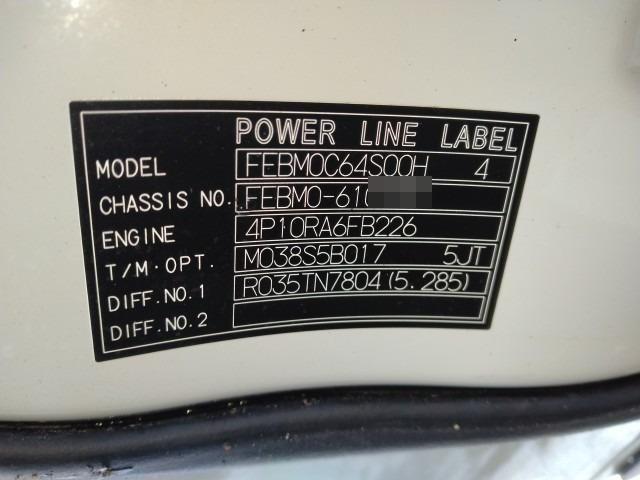 POWER LINE LABEL
MODEL FEBM0C64S00H 4
CHASSIS NO. FEBM0-61
ENGINE 4P10RA6FB226
T/M·OPT. M038S5B017 5JT
DIFF.NO.1 R035TN7804(5.285)
DIFF.NO.2